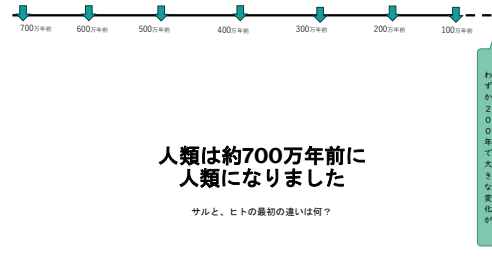 700万年前
600万年前
500万年前
400万年前
300万年前
200万年前
100万年前
わずか２００年で大きな変化が
人類は約700万年前に
人類になりました
サルと、ヒトの最初の違いは何？